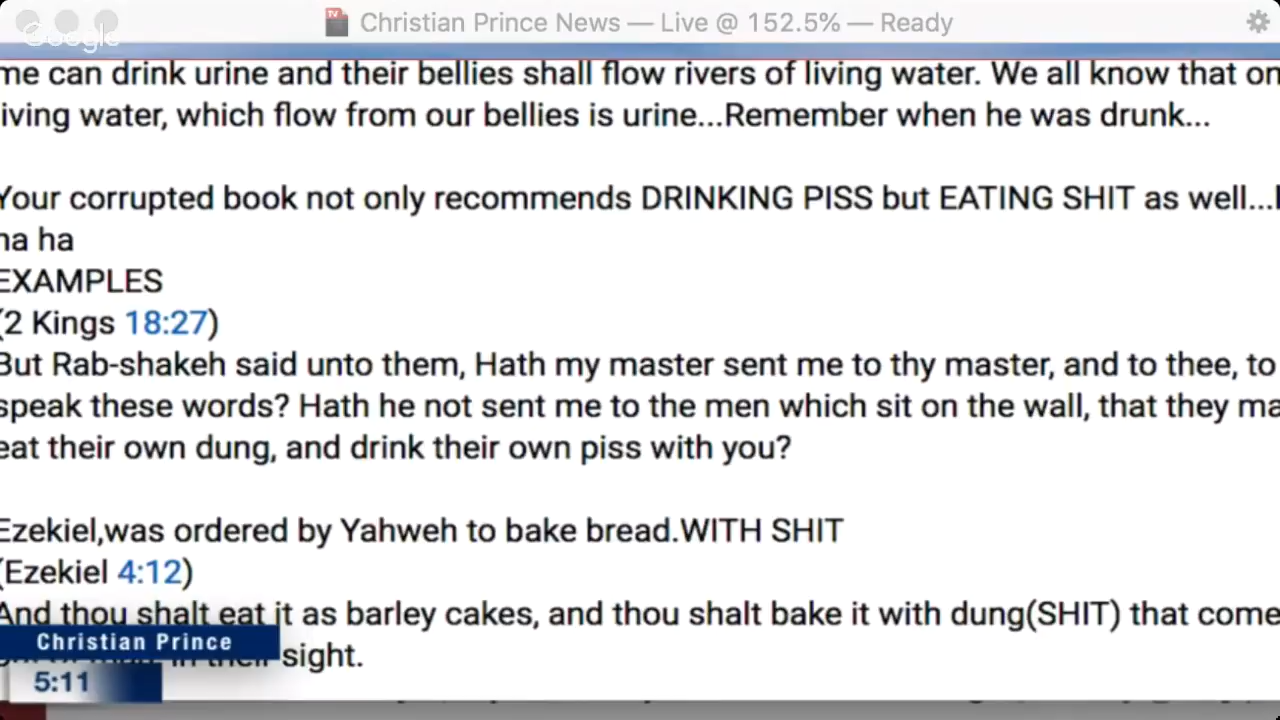 Christian Prince News — Live @ 152.5% — Ready
Google
me can drink urine and their bellies shall flow rivers of living water. We all know that on
iving water, which flow from our bellies is urine...Remember when he was drunk...
Your corrupted book not only recommends DRINKING PISS but EATING SHIT as well...
ha ha
EXAMPLES
(2 Kings 18:27)
But Rab-shakeh said unto them, Hath my master sent me to thy master, and to thee, to
speak these words? Hath he not sent me to the men which sit on the wall, that they ma
eat their own dung, and drink their own piss with you?
Ezekiel,was ordered by Yahweh to bake bread.WITH SHIT
(Ezekiel 4:12)
And thou shalt eat it as barley cakes, and thou shalt bake it with dung(SHIT) that come
in their sight.
Christian Prince
5:11